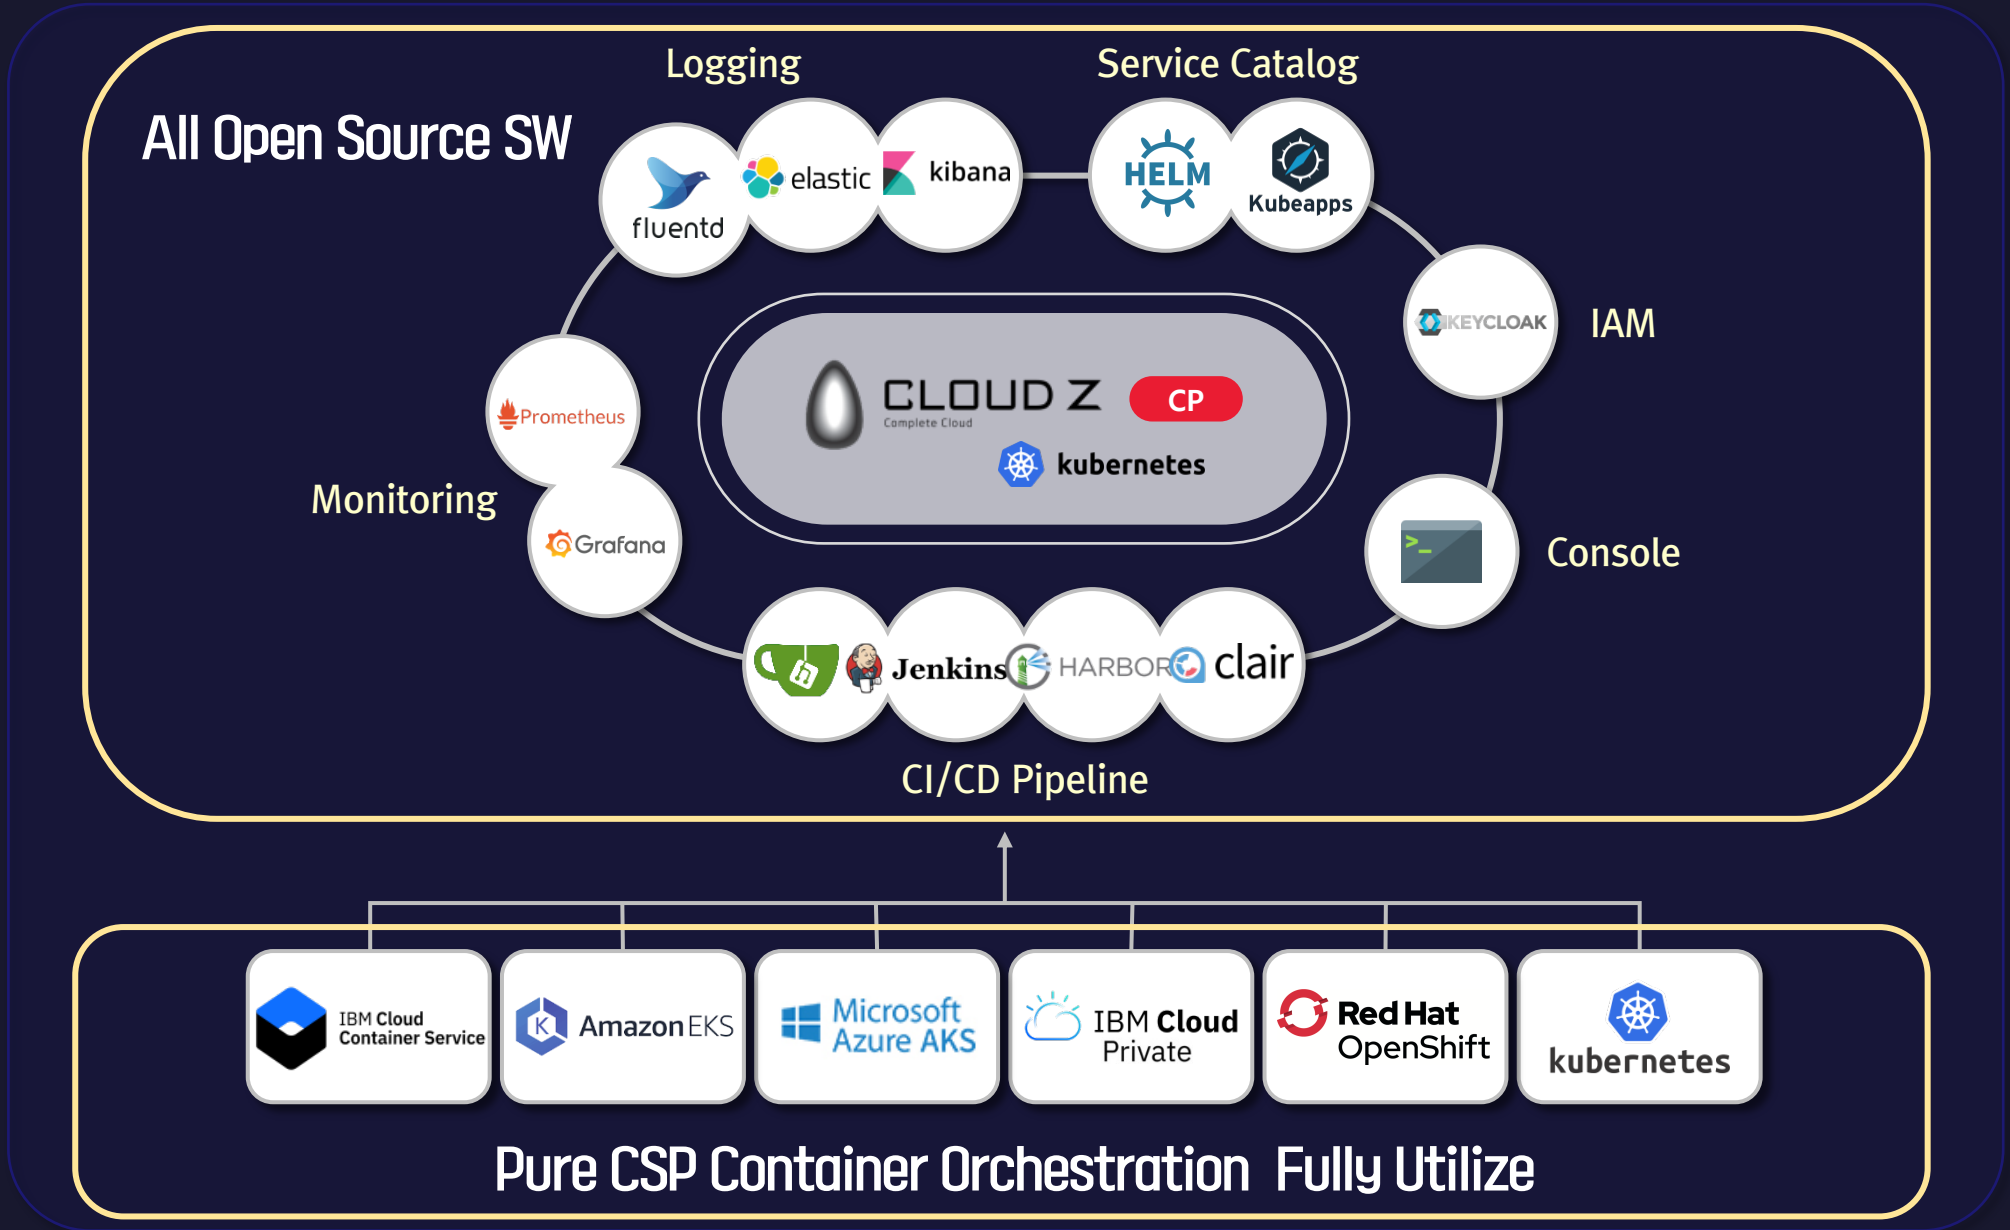 Logging
Service Catalog
All Open Source SW
fluentd
elastic
kibana
HELM
Kubeapps
KEYCLOAK
IAM
CLOUD Z
Complete Cloud
CP
kubernetes
Prometheus
Monitoring
Grafana
>_
Console
Jenkins
HARBOR
clair
CI/CD Pipeline
IBM Cloud
Container Service
K
Amazon EKS
Microsoft
Azure AKS
IBM Cloud
Private
Red Hat
OpenShift
kubernetes
Pure CSP Container Orchestration Fully Utilize